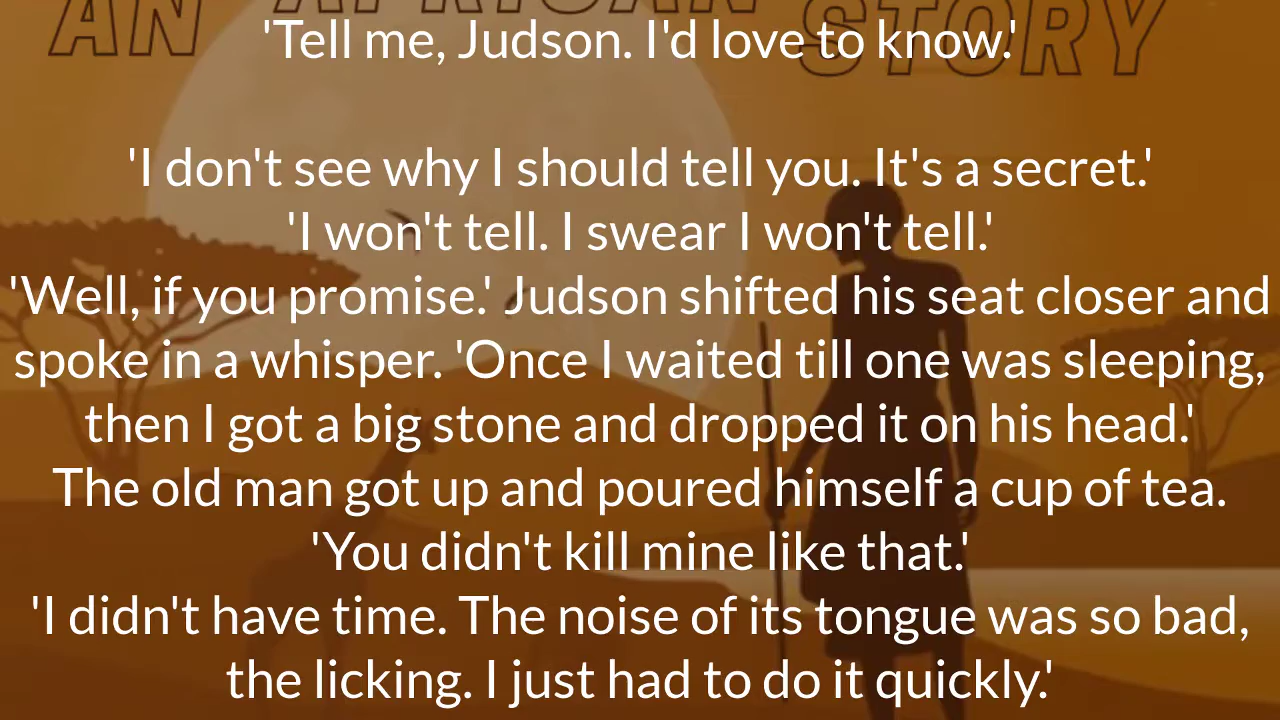 AN AFRICAN STORY
'Tell me, Judson. I'd love to know.'
'I don't see why I should tell you. It's a secret.'
'I won't tell. I swear I won't tell.'
'Well, if you promise.' Judson shifted his seat closer and
spoke in a whisper. 'Once I waited till one was sleeping,
then I got a big stone and dropped it on his head.'
The old man got up and poured himself a cup of tea.
'You didn't kill mine like that.'
'I didn't have time. The noise of its tongue was so bad,
the licking. I just had to do it quickly.'